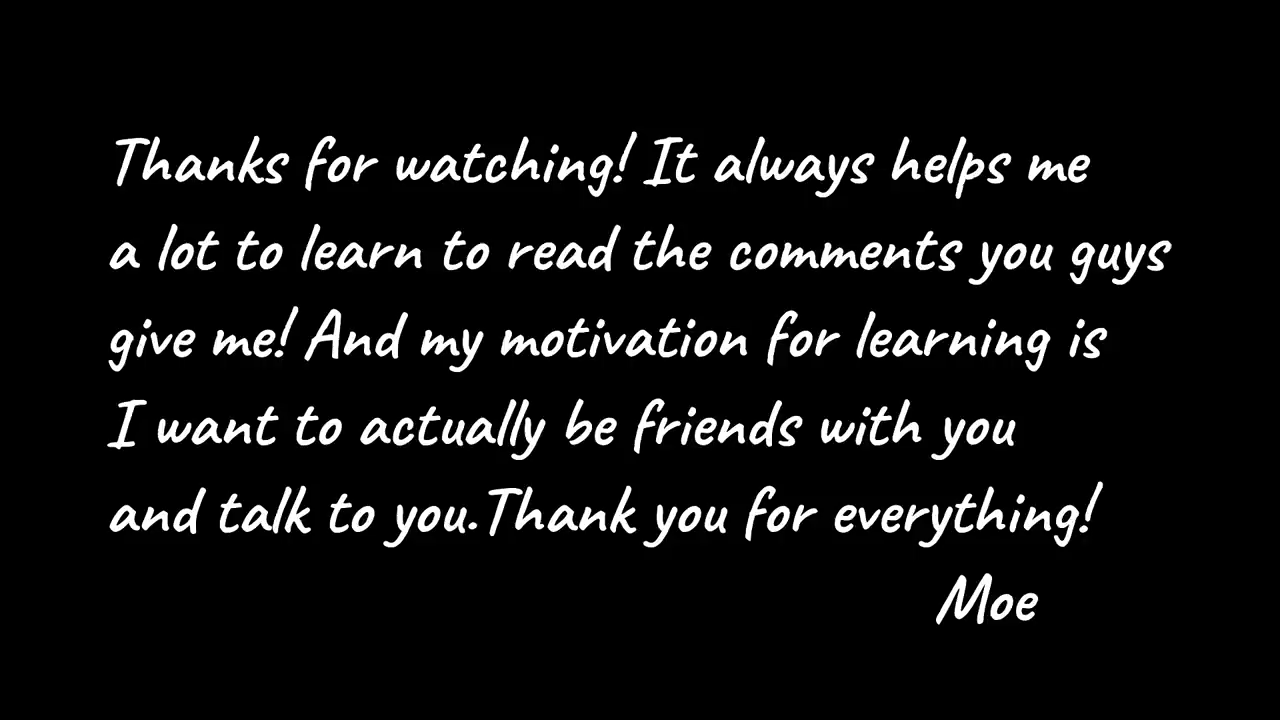 Thanks for watching! It always helps me
a lot to learn to read the comments you guys
give me! And my motivation for learning is
I want to actually be friends with you
and talk to you.Thank you for everything!
Moe